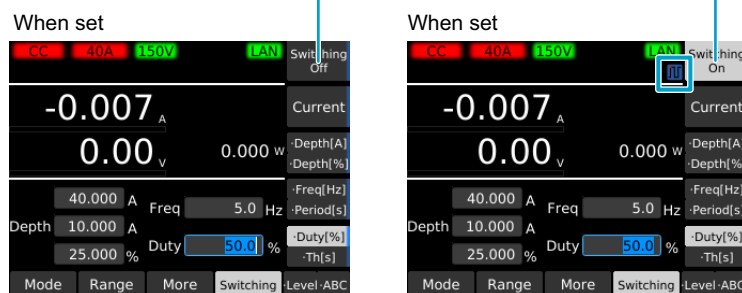 When set
CC 40A 150V LAN Switching
Off
-0.007 A Current
0.00 V 0.000 W ·Depth[A]
·Depth[%]
40.000 A ·Freq[Hz]
Freq 5.0 Hz ·Period[s]
Depth 10.000 A
Duty 50.0 % ·Duty[%]
25.000 % ·Th[s]
Mode Range More Switching ·Level·ABC
When set
CC 40A 150V LAN Switching
On
-0.007 A Current
0.00 V 0.000 W ·Depth[A]
·Depth[%]
40.000 A ·Freq[Hz]
Freq 5.0 Hz ·Period[s]
Depth 10.000 A
Duty 50.0 % ·Duty[%]
25.000 % ·Th[s]
Mode Range More Switching ·Level·ABC